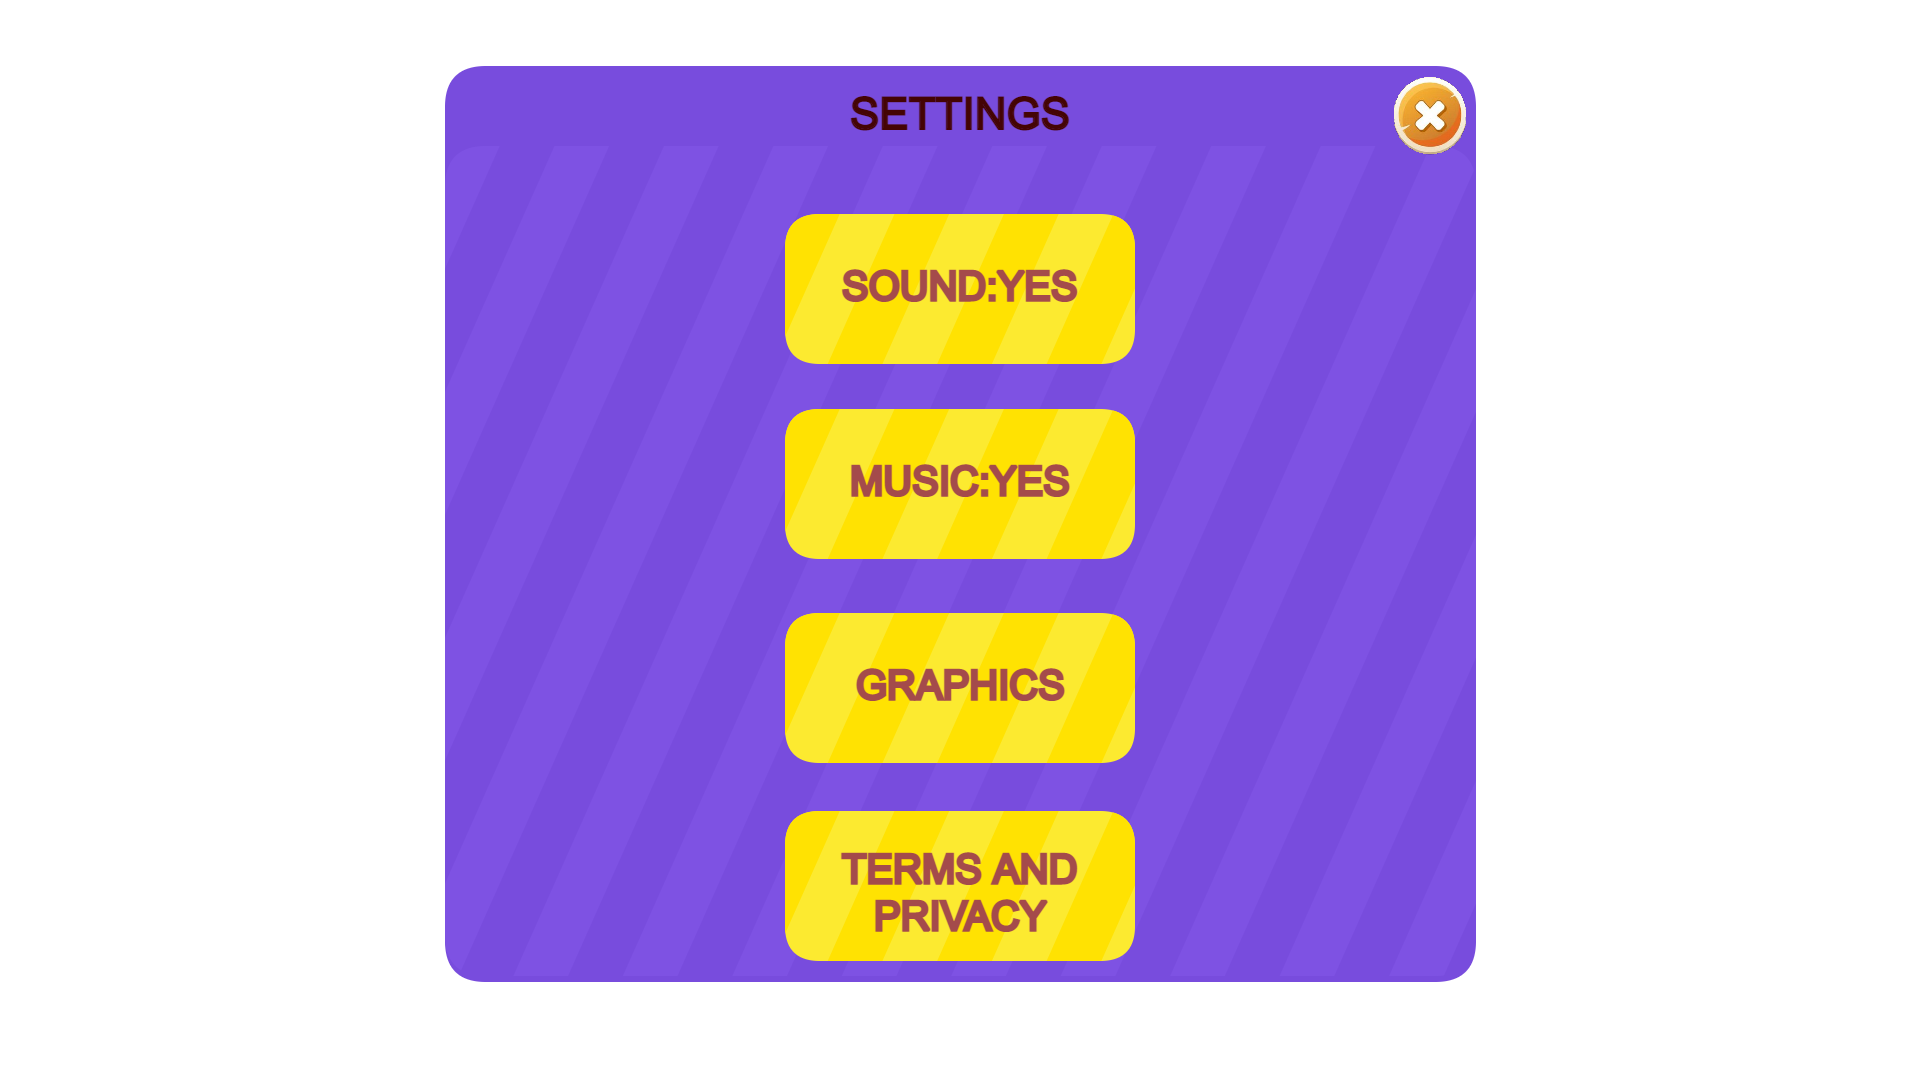 SETTINGS
SOUND:YES
MUSIC:YES
GRAPHICS
TERMS AND
PRIVACY